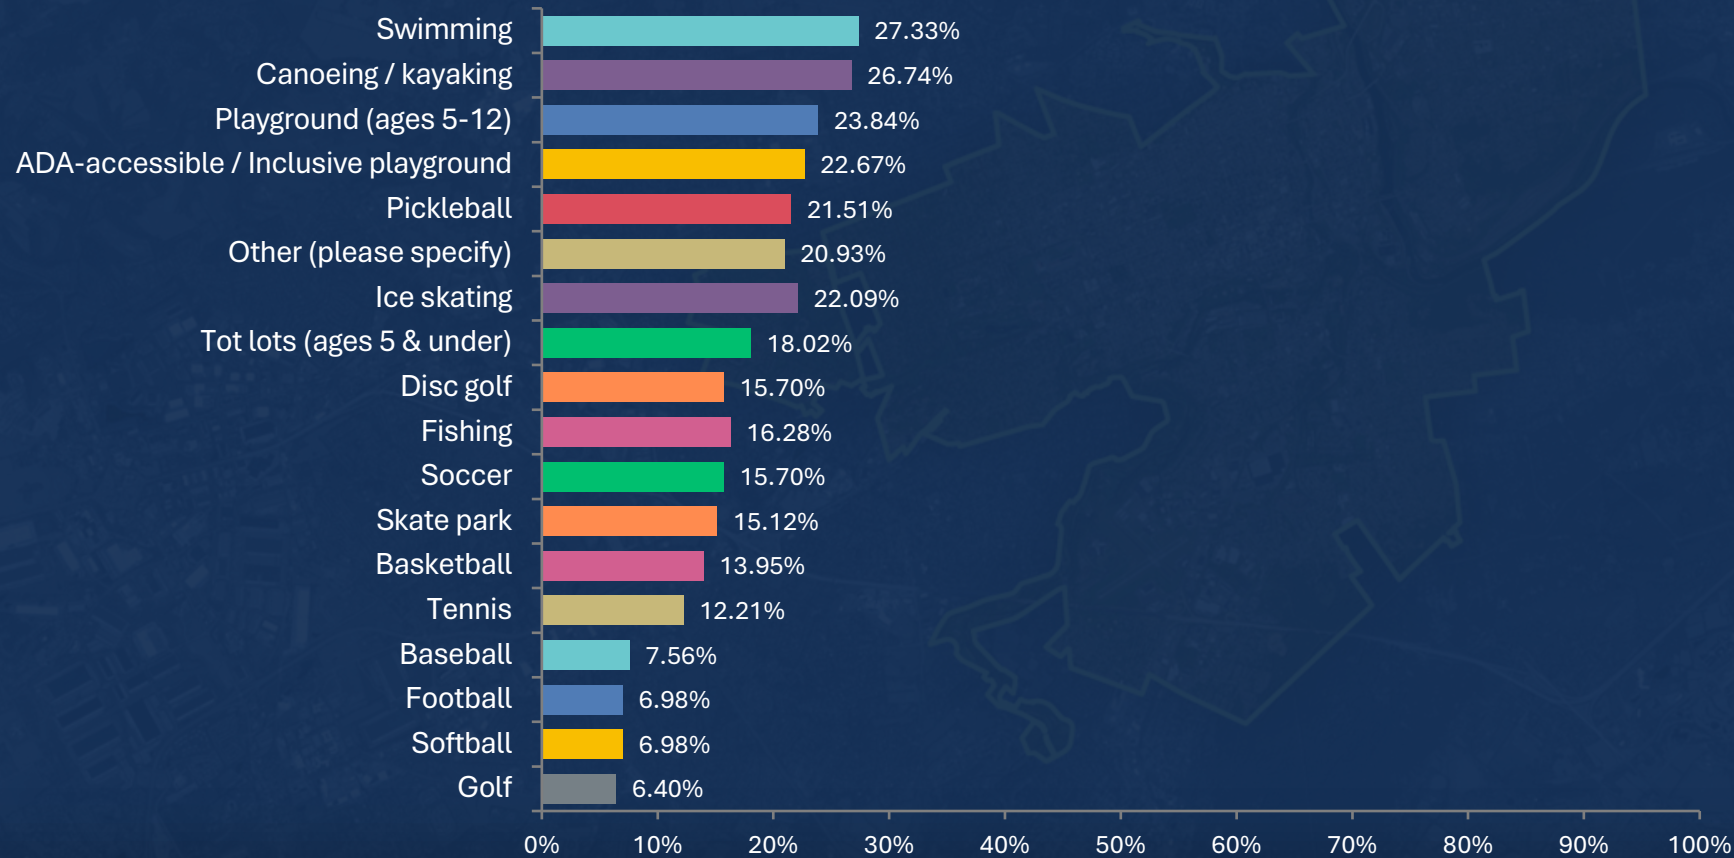 Swimming 27.33%
Canoeing / kayaking 26.74%
Playground (ages 5-12) 23.84%
ADA-accessible / Inclusive playground 22.67%
Pickleball 21.51%
Other (please specify) 20.93%
Ice skating 22.09%
Tot lots (ages 5 & under) 18.02%
Disc golf 15.70%
Fishing 16.28%
Soccer 15.70%
Skate park 15.12%
Basketball 13.95%
Tennis 12.21%
Baseball 7.56%
Football 6.98%
Softball 6.98%
Golf 6.40%
0% 10% 20% 30% 40% 50% 60% 70% 80% 90% 100%